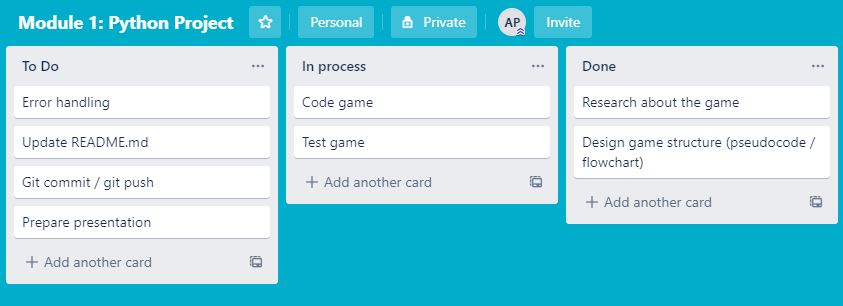 Module 1: Python Project
Personal
Private
AP
Invite
To Do
Error handling
Update README.md
Git commit / git push
Prepare presentation
+ Add another card
In process
Code game
Test game
+ Add another card
Done
Research about the game
Design game structure (pseudocode /
flowchart)
+ Add another card